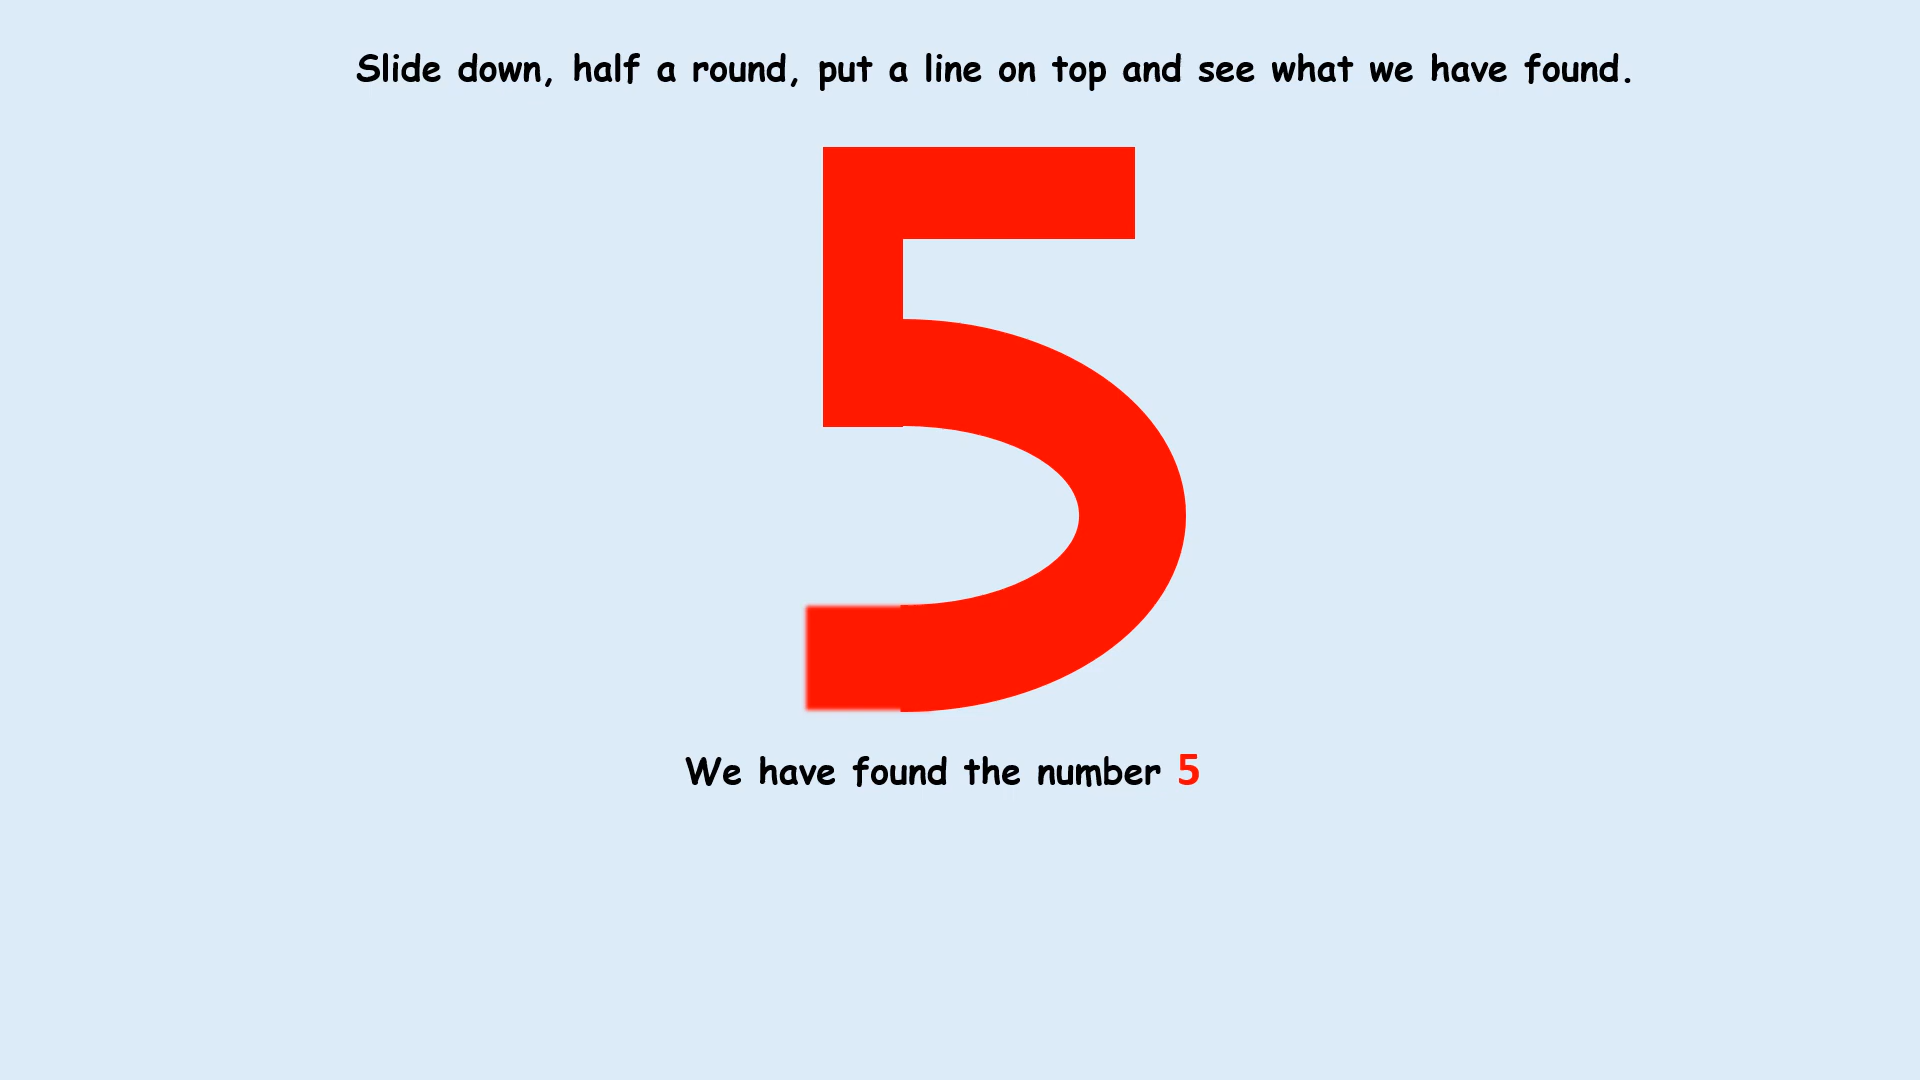 Slide down, half a round, put a line on top and see what we have found.
5
We have found the number 5